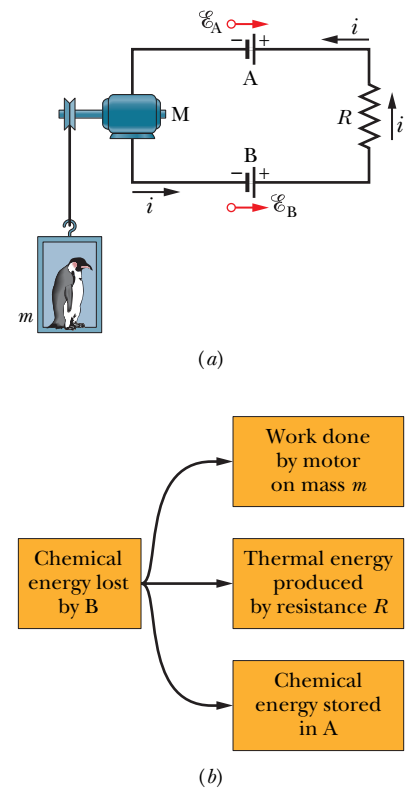 ℰA
i
− +
A
M
R
i
B
− +
i
ℰB
m
(a)
Work done
by motor
on mass m
Chemical
energy lost
by B
Thermal energy
produced
by resistance R
Chemical
energy stored
in A
(b)